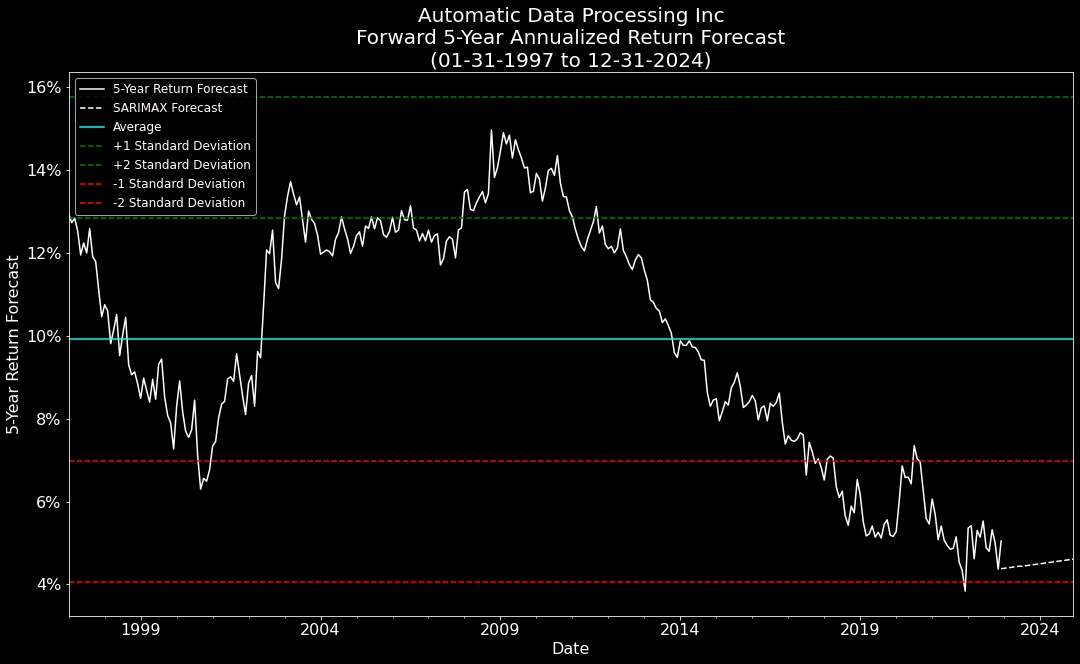 Automatic Data Processing Inc
Forward 5-Year Annualized Return Forecast
(01-31-1997 to 12-31-2024)
5-Year Return Forecast
SARIMAX Forecast
Average
+1 Standard Deviation
+2 Standard Deviation
-1 Standard Deviation
-2 Standard Deviation
16%
14%
12%
10%
8%
6%
4%
5-Year Return Forecast
1999
2004
2009
2014
2019
2024
Date